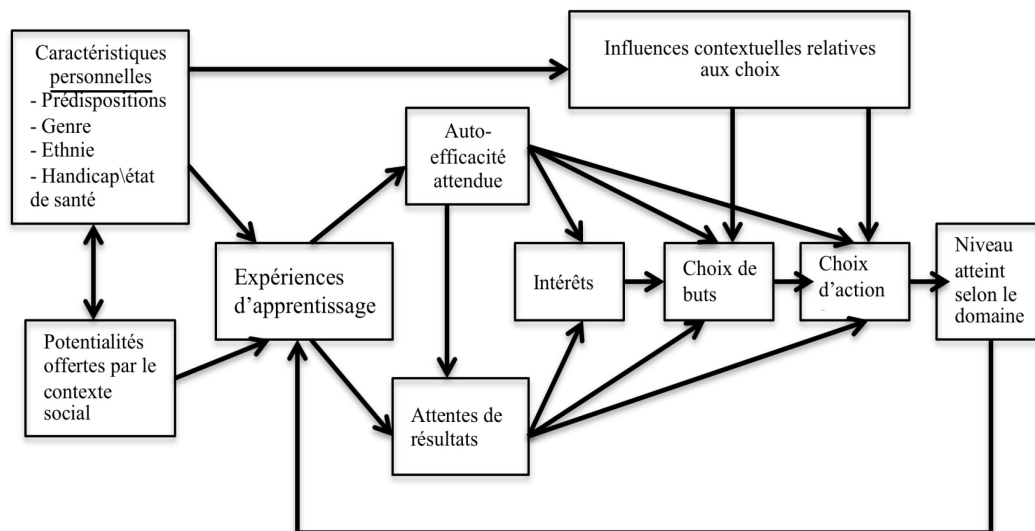 Caractéristiques
personnelles
- Prédispositions
- Genre
- Ethnie
- Handicap\état
de santé
Influences contextuelles relatives
aux choix
Auto-
efficacité
attendue
Expériences
d’apprentissage
Intérêts
Choix de
buts
Choix
d’action
Niveau
atteint
selon le
domaine
Potentialités
offertes par le
contexte
social
Attentes de
résultats